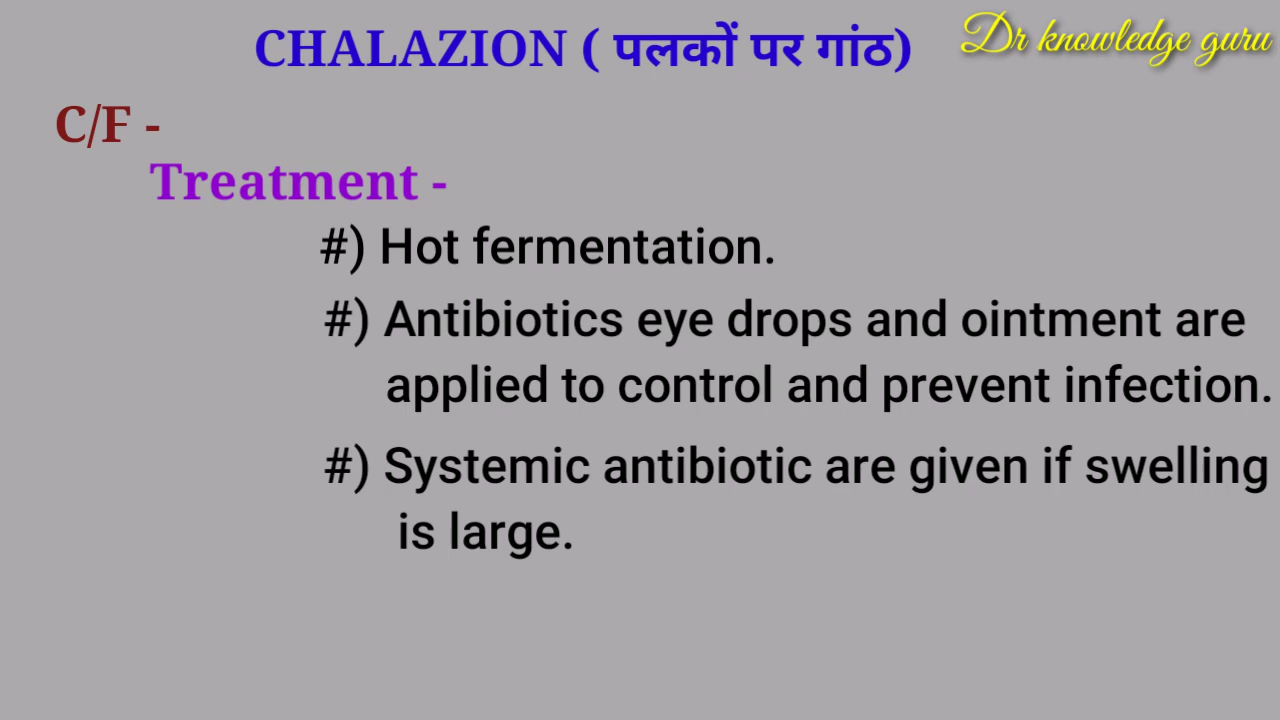 CHALAZION ( पलकों पर गांठ)
Dr knowledge guru
C/F -
Treatment -
#) Hot fermentation.
#) Antibiotics eye drops and ointment are
applied to control and prevent infection.
#) Systemic antibiotic are given if swelling
is large.